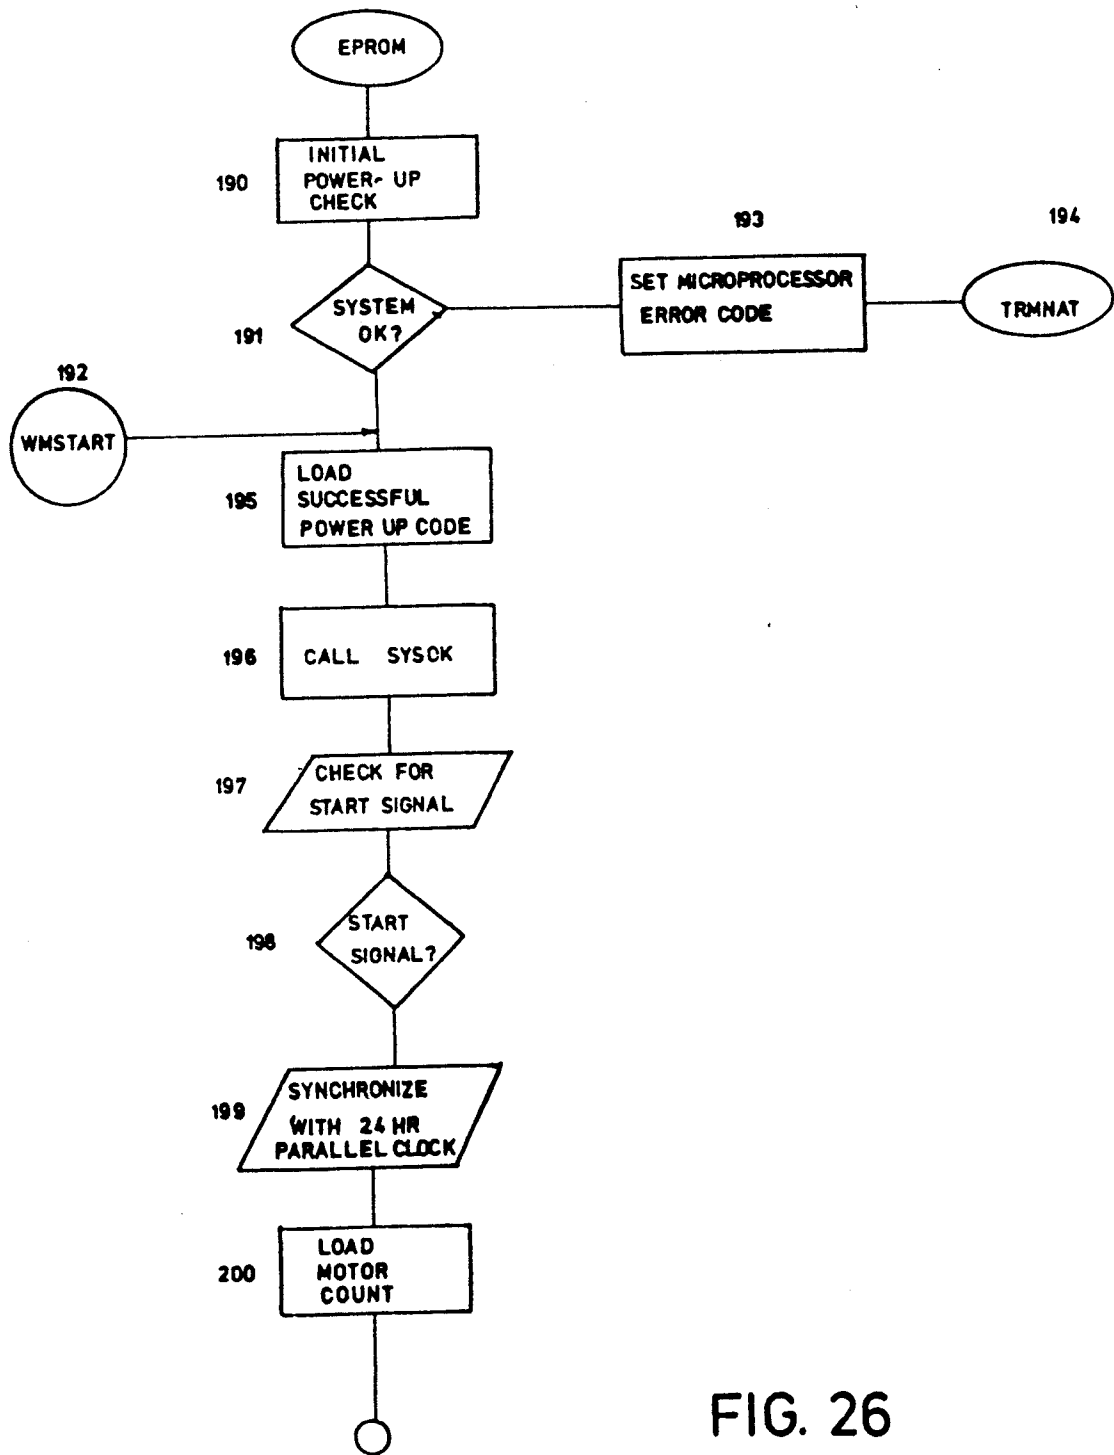 EPROM
INITIAL
POWER- UP
CHECK
190
193
194
SYSTEM
OK?
191
SET MICROPROCESSOR
ERROR CODE
TRMNAT
192
WMSTART
LOAD
SUCCESSFUL
POWER UP CODE
195
196
CALL SYSOK
197
CHECK FOR
START SIGNAL
198
START
SIGNAL?
199
SYNCHRONIZE
WITH 24 HR
PARALLEL CLOCK
200
LOAD
MOTOR
COUNT
FIG. 26